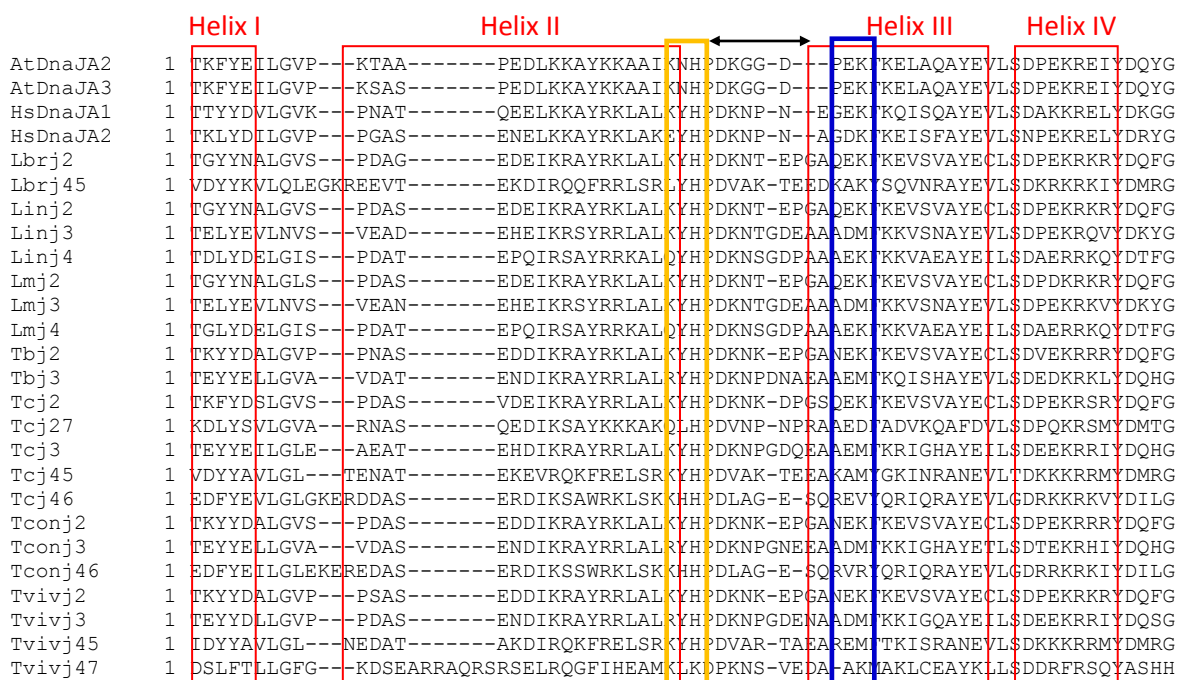 Helix I Helix II Helix III Helix IV
AtDnaJA2 1 TKFYEILGVP---KTAA-------PEDLKKAYKKAAIKNHPDKGG-D---PEKFKELAQAYEVLSDPEKREIYDQYG
AtDnaJA3 1 TKFYEILGVP---KSAS-------PEDLKKAYKKAAIKNHPDKGG-D---PEKFKELAQAYEVLSDPEKREIYDQYG
HsDnaJA1 1 TTYYDVLGVK---PNAT-------QEELKKAYRKLALKYHPDKNP-N--EGEKFKQISQAYEVLSDAKKRELYDKGG
HsDnaJA2 1 TKLYDILGVP---PGAS-------ENELKKAYRKLAKEYHPDKNP-N--AGDKFKEISFAYEVLSNPEKRELYDRYG
Lbrj2 1 TGYYNALGVS---PDAG-------EDEIKRAYRKLALKYHPDKNT-EPGAQEKFKEVSVAYECLSDPEKRKRYDQFG
Lbrj45 1 VDYYKVLQLEGKREEVT-------EKDIRQQFRRLSRLYHPDVAK-TEEDKAKYSQVNRAYEVLSDKRKRKIYDMRG
Linj2 1 TGYYNALGVS---PDAS-------EDEIKRAYRKLALKYHPDKNT-EPGAQEKFKEVSVAYECLSDPEKRKRYDQFG
Linj3 1 TELYEVLNVS---VEAD-------EHEIKRSYRRLALKYHPDKNTGDEAAADMFKKVSNAYEVLSDPEKRQVYDKYG
Linj4 1 TDLYDELGIS---PDAT-------EPQIRSAYRRKALQYHPDKNSGDPAAAEKFKKVAEAYEILSDAERRKQYDTFG
Lmj2 1 TGYYNALGLS---PDAS-------EDEIKRAYRKLALKYHPDKNT-EPGAQEKFKEVSVAYECLSDPDKRKRYDQFG
Lmj3 1 TELYEVLNVS---VEAN-------EHEIKRSYRRLALKYHPDKNTGDEAAADMFKKVSNAYEVLSDPEKRKVYDKYG
Lmj4 1 TGLYDELGIS---PDAT-------EPQIRSAYRRKALQYHPDKNSGDPAAAEKFKKVAEAYEILSDAERRKQYDTFG
Tbj2 1 TKYYDALGVP---PNAS-------EDDIKRAYRKLALKYHPDKNK-EPGANEKFKEVSVAYECLSDVEKRRRYDQFG
Tbj3 1 TEYYELLGVA---VDAT-------ENDIKRAYRRLALRYHPDKNPDNAEAAEMFKQISHAYEVLSDEDKRKLYDQHG
Tcj2 1 TKFYDSLGVS---PDAS-------VDEIKRAYRKLALKYHPDKNK-DPGSQEKFKEVSVAYECLSDPEKRSRYDQFG
Tcj27 1 KDLYSVLGVA---RNAS-------QEDIKSAYKKKAKQLHPDVNP-NPRAAEDFADVKQAFDVLSDPQKRSMYDMTG
Tcj3 1 TEYYEILGLE---AEAT-------EHDIKRAYRRLALKYHPDKNPGDQEAAEMFKRIGHAYEILSDEEKRRIYDQHG
Tcj45 1 VDYYAVLGL---TENAT-------EKEVRQKFRELSRKYHPDVAK-TEEAKAMYGKINRANEVLTDKKKRRMYDMRG
Tcj46 1 EDFYEVLGLGKERDDAS-------ERDIKSAWRKLSKKHHPDLAG-E-SQREVYQRIQRAYEVLGDRKKRKVYDILG
Tconj2 1 TKYYDALGVS---PDAS-------EDDIKRAYRKLALKYHPDKNK-EPGANEKFKEVSVAYECLSDPEKRRRYDQFG
Tconj3 1 TEYYELLGVA---VDAS-------ENDIKRAYRRLALRYHPDKNPGNEEAADMFKKIGHAYETLSDTEKRHIYDQHG
Tconj46 1 EDFYEILGLEKEREDAS-------ERDIKSSWRKLSKKHHPDLAG-E-SQRVRYQRIQRAYEVLGDRRKRKIYDILG
Tvivj2 1 TKYYDALGVP---PSAS-------EDDIKRAYRKLALKYHPDKNK-EPGANEKFKEVSVAYECLSDPEKRKRYDQFG
Tvivj3 1 TEYYDLLGVP---PDAT-------ENDIKRAYRRLALKYHPDKNPGDENAADMFKKIGQAYEILSDEEKRRIYDQSG
Tvivj45 1 IDYYAVLGL---NEDAT-------AKDIRQKFRELSRKYHPDVAR-TAEAREMFTKISRANEVLSDKKKRRMYDMRG
Tvivj47 1 DSLFTLLGFG---KDSEARRAQRSRSELRQGFIHEAMKLKDPKNS-VEDA-AKMAKLCEAYKLLSDDRFRSQYASHH